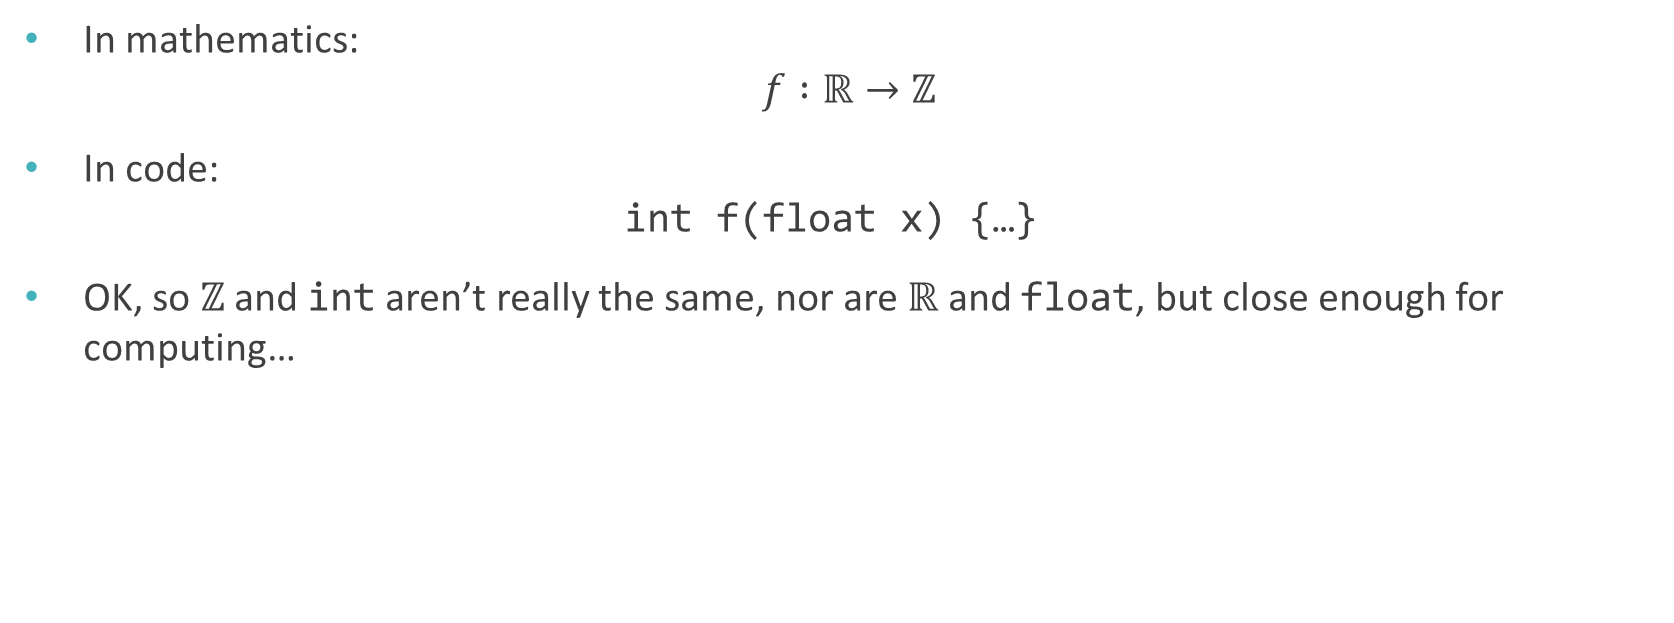 • In mathematics:
f : ℝ → ℤ
• In code:
int f(float x) {…}
• OK, so ℤ and int aren’t really the same, nor are ℝ and float, but close enough for
computing…